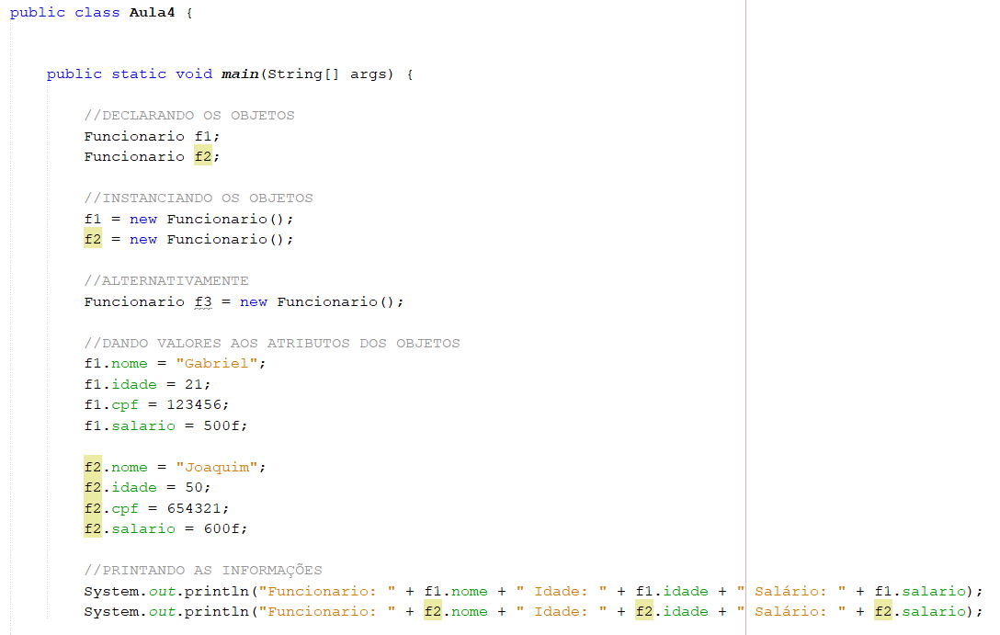 public class Aula4 {
public static void main(String[] args) {
//DECLARANDO OS OBJETOS
Funcionario f1;
Funcionario f2;
//INSTANCIANDO OS OBJETOS
f1 = new Funcionario();
f2 = new Funcionario();
//ALTERNATIVAMENTE
Funcionario f3 = new Funcionario();
//DANDO VALORES AOS ATRIBUTOS DOS OBJETOS
f1.nome = "Gabriel";
f1.idade = 21;
f1.cpf = 123456;
f1.salario = 500f;
f2.nome = "Joaquim";
f2.idade = 50;
f2.cpf = 654321;
f2.salario = 600f;
//PRINTANDO AS INFORMAÇÕES
System.out.println("Funcionario: " + f1.nome + " Idade: " + f1.idade + " Salário: " + f1.salario);
System.out.println("Funcionario: " + f2.nome + " Idade: " + f2.idade + " Salário: " + f2.salario);